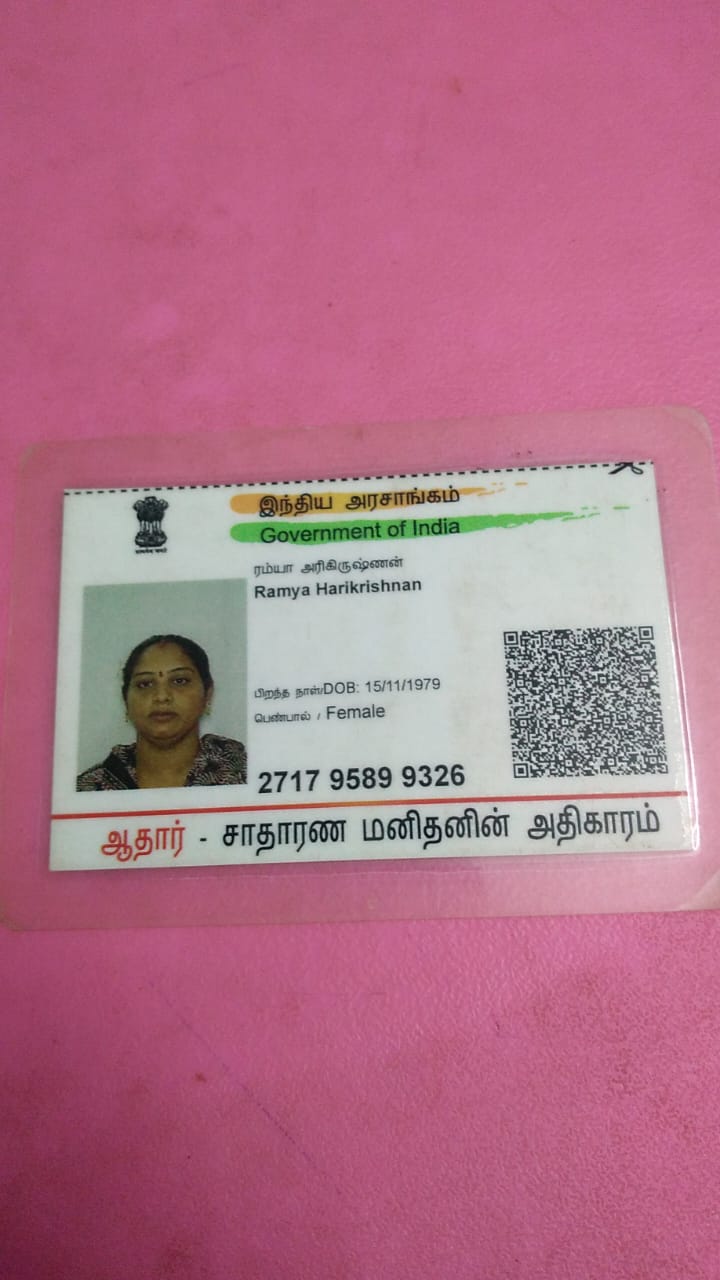 இந்திய அரசாங்கம்
Government of India
ரம்யா அரிகிருஷ்ணன்
Ramya Harikrishnan
பிறந்த நாள்/DOB: 15/11/1979
பெண்பால் / Female
2717 9589 9326
ஆதார் - சாதாரண மனிதனின் அதிகாரம்